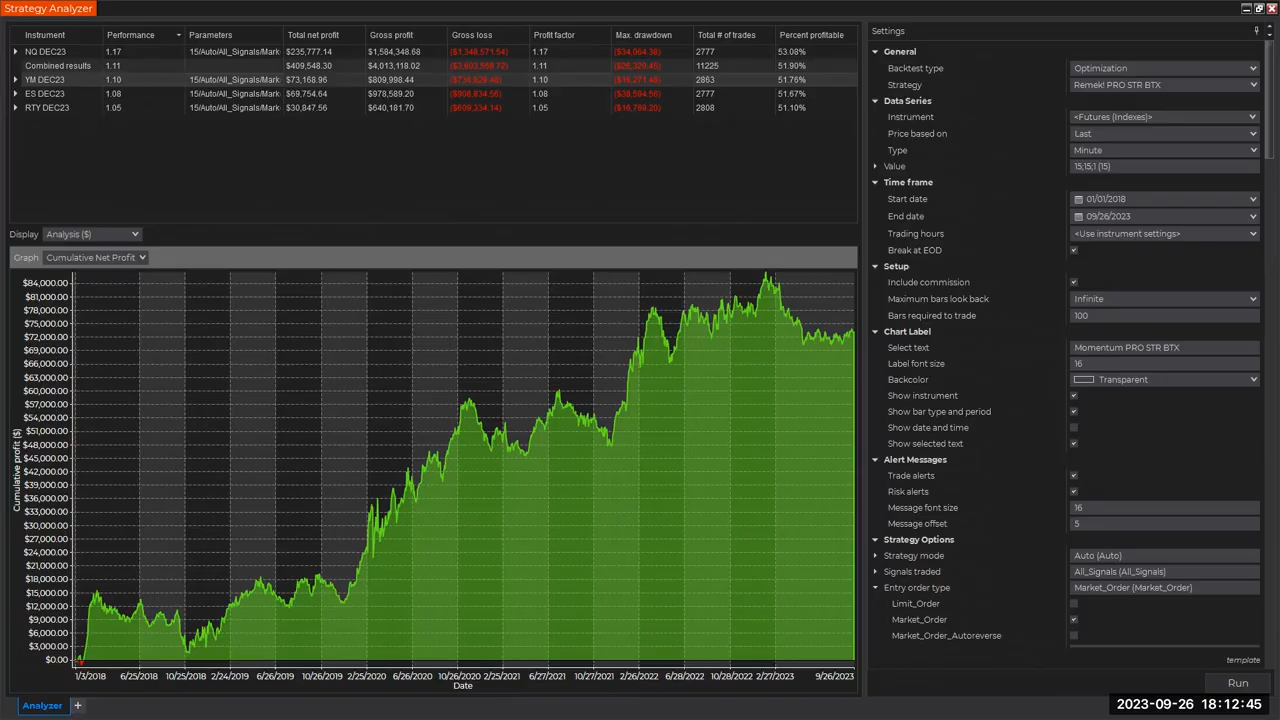 Strategy Analyzer
Instrument Performance Parameters Total net profit Gross profit Gross loss Profit factor Max. drawdown Total # of trades Percent profitable
NQ DEC23 1.17 15/Auto/All_Signals/Mark $235,777.14 $1,584,348.68 ($1,348,571.54) 1.17 ($34,064.38) 2777 53.08%
Combined results 1.11 $409,548.30 $4,013,118.02 ($3,603,569.72) 1.11 ($26,329.45) 11225 51.90%
YM DEC23 1.10 15/Auto/All_Signals/Mark $73,168.96 $809,998.44 ($736,829.48) 1.10 ($16,271.48) 2863 51.76%
ES DEC23 1.08 15/Auto/All_Signals/Mark $69,754.64 $978,589.20 ($908,834.56) 1.08 ($38,594.56) 2777 51.67%
RTY DEC23 1.05 15/Auto/All_Signals/Mark $30,847.56 $640,181.70 ($609,334.14) 1.05 ($16,769.20) 2808 51.10%
Display Analysis ($)
Graph Cumulative Net Profit
$84,000.00
$81,000.00
$78,000.00
$75,000.00
$72,000.00
$69,000.00
$66,000.00
$63,000.00
$60,000.00
$57,000.00
$54,000.00
$51,000.00
$48,000.00
$45,000.00
$42,000.00
$39,000.00
$36,000.00
$33,000.00
$30,000.00
$27,000.00
$24,000.00
$21,000.00
$18,000.00
$15,000.00
$12,000.00
$9,000.00
$6,000.00
$3,000.00
$0.00
Cumulative profit ($)
1/3/2018 6/25/2018 10/25/2018 2/24/2019 6/26/2019 10/26/2019 2/25/2020 6/26/2020 10/26/2020 2/25/2021 6/27/2021 10/27/2021 2/26/2022 6/28/2022 10/28/2022 2/27/2023 9/26/2023
Date
Analyzer +
Settings
General
Backtest type Optimization
Strategy Remek! PRO STR BTX
Data Series
Instrument <Futures (Indexes)>
Price based on Last
Type Minute
Value 15;15;1 (15)
Time frame
Start date 01/01/2018
End date 09/26/2023
Trading hours <Use instrument settings>
Break at EOD
Setup
Include commission
Maximum bars look back Infinite
Bars required to trade 100
Chart Label
Select text Momentum PRO STR BTX
Label font size 16
Backcolor Transparent
Show instrument
Show bar type and period
Show date and time
Show selected text
Alert Messages
Trade alerts
Risk alerts
Message font size 16
Message offset 5
Strategy Options
Strategy mode Auto (Auto)
Signals traded All_Signals (All_Signals)
Entry order type Market_Order (Market_Order)
Limit_Order
Market_Order
Market_Order_Autoreverse
template
Run
2023-09-26 18:12:45